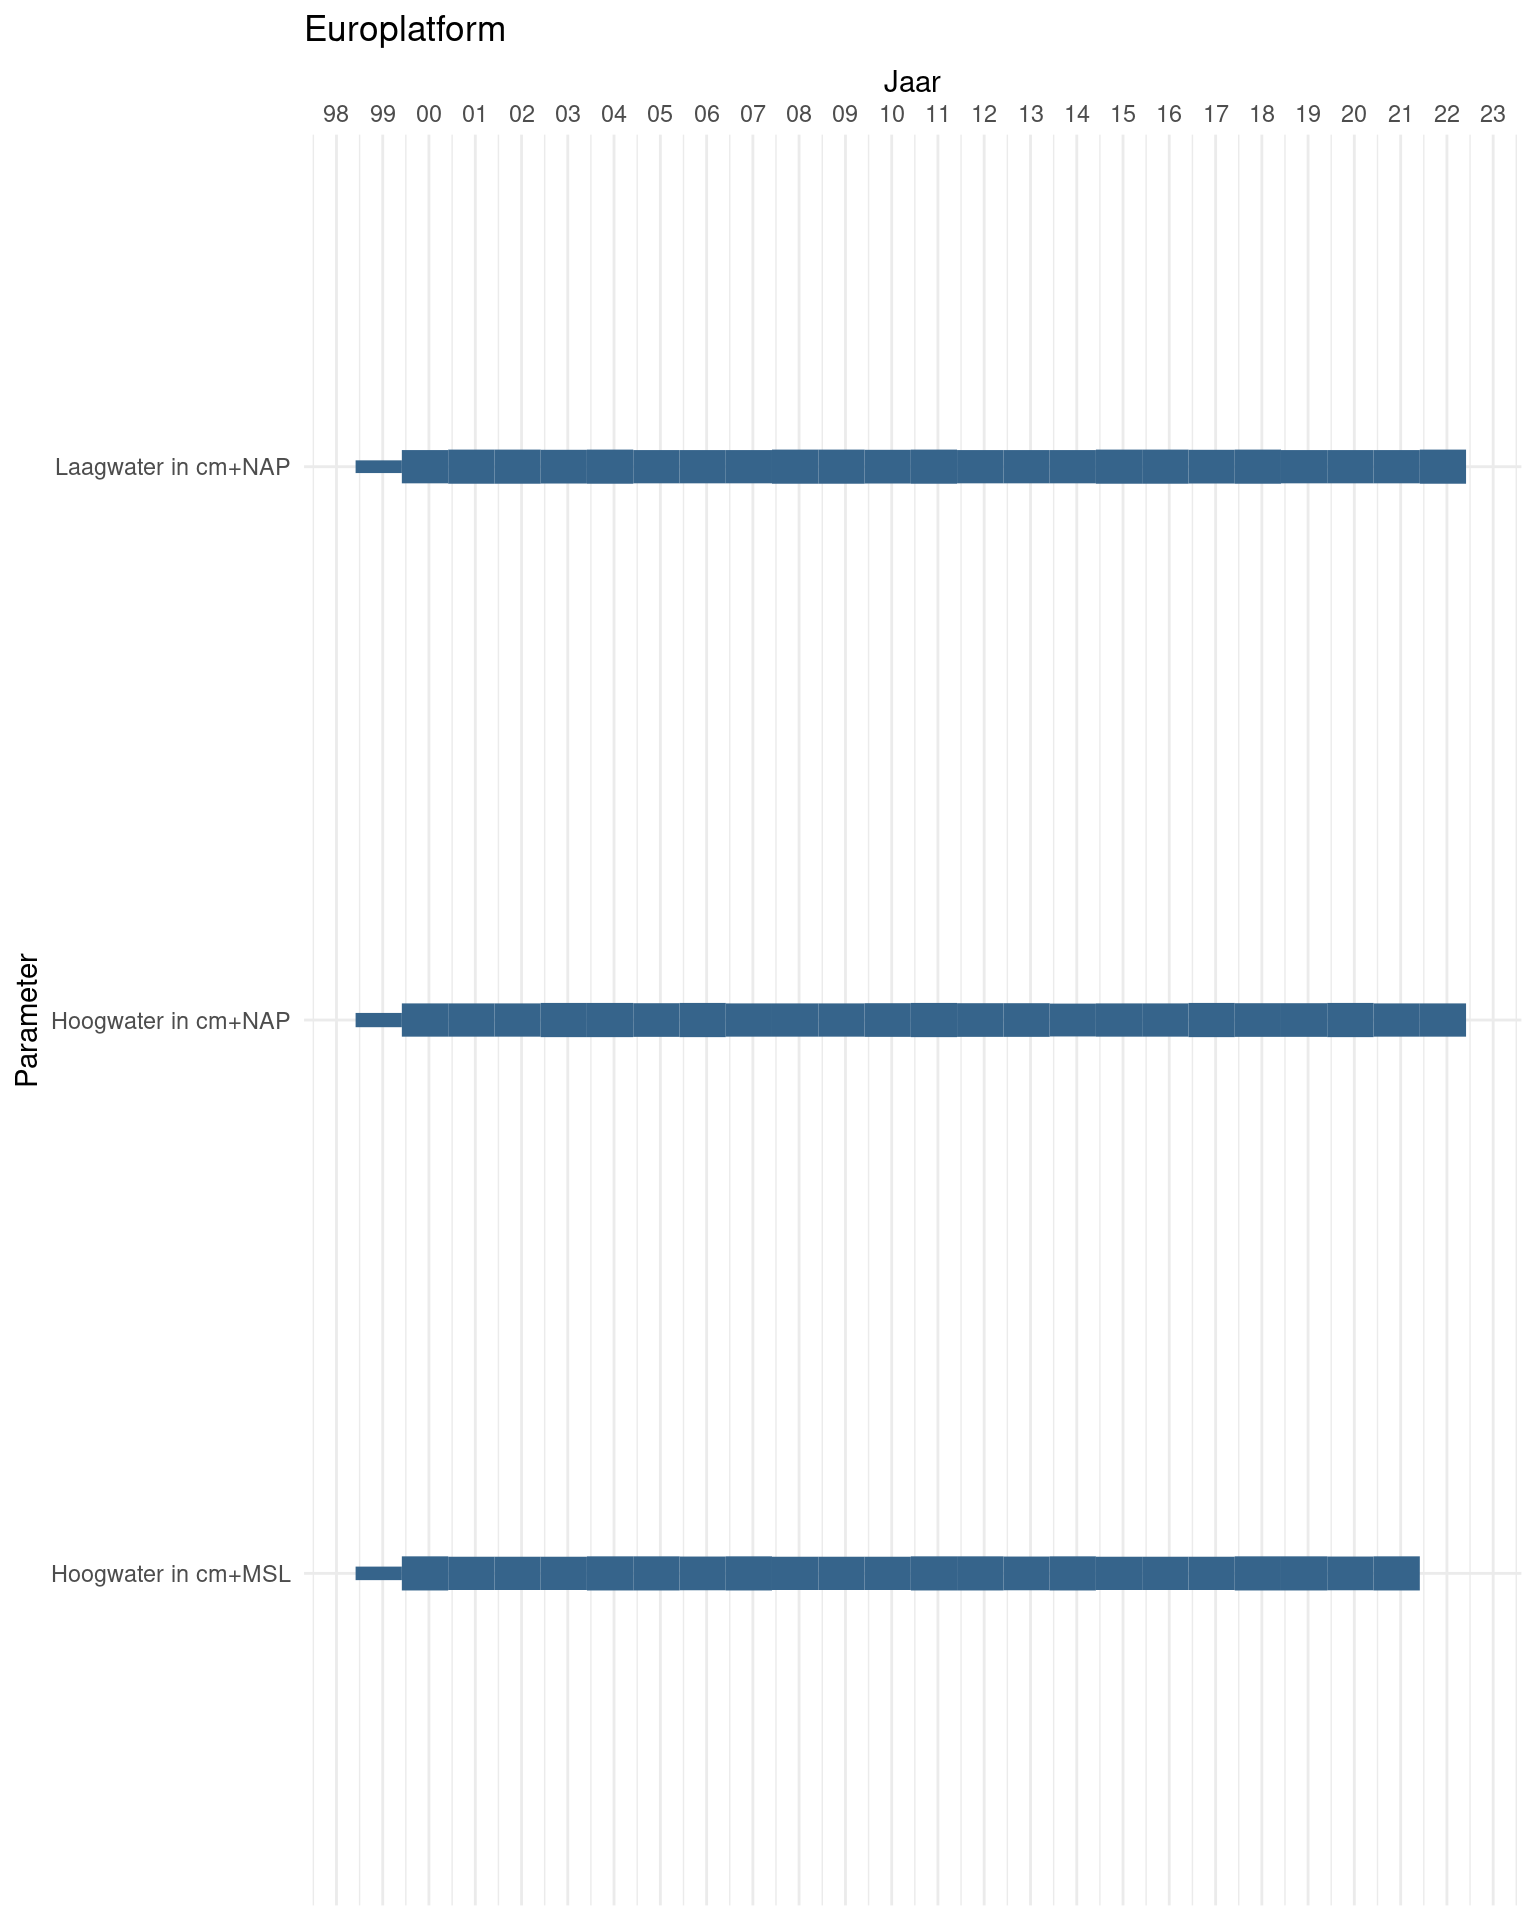 Europlatform
Jaar
98 99 00 01 02 03 04 05 06 07 08 09 10 11 12 13 14 15 16 17 18 19 20 21 22 23
Laagwater in cm+NAP
Parameter
Hoogwater in cm+NAP
Hoogwater in cm+MSL